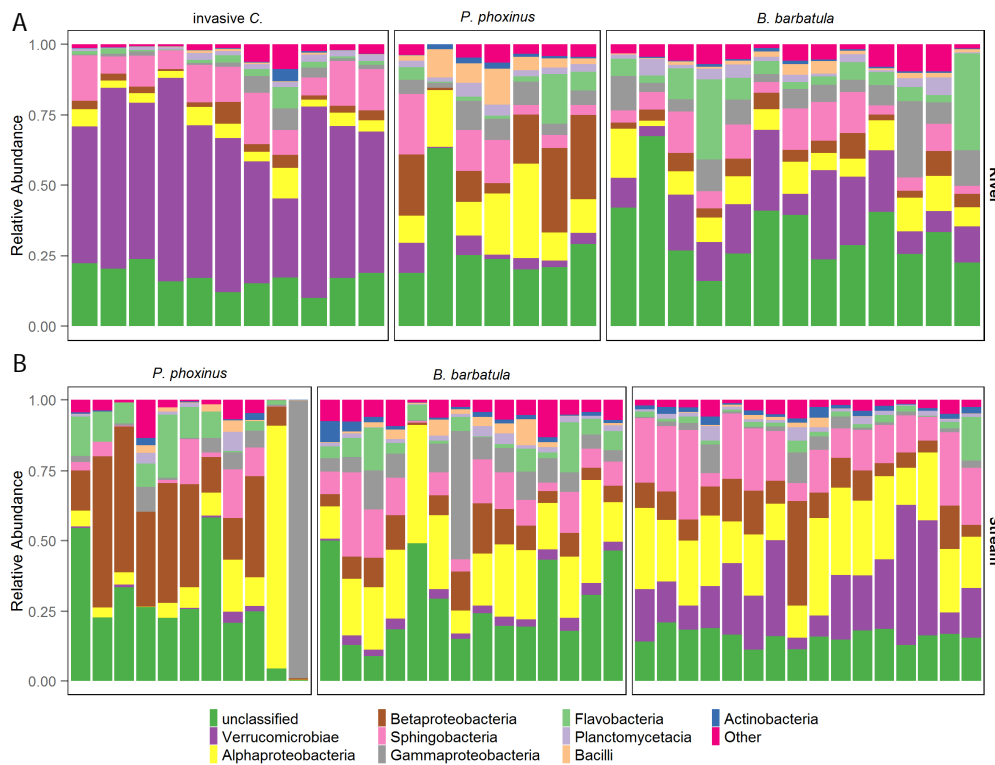 A
invasive C.
P. phoxinus
B. barbatula
1.00
0.75
0.50
0.25
0.00
Relative Abundance
River
B
P. phoxinus
B. barbatula
1.00
0.75
0.50
0.25
0.00
Relative Abundance
Stream
unclassified
Betaproteobacteria
Flavobacteria
Actinobacteria
Verrucomicrobiae
Sphingobacteria
Planctomycetacia
Other
Alphaproteobacteria
Gammaproteobacteria
Bacilli